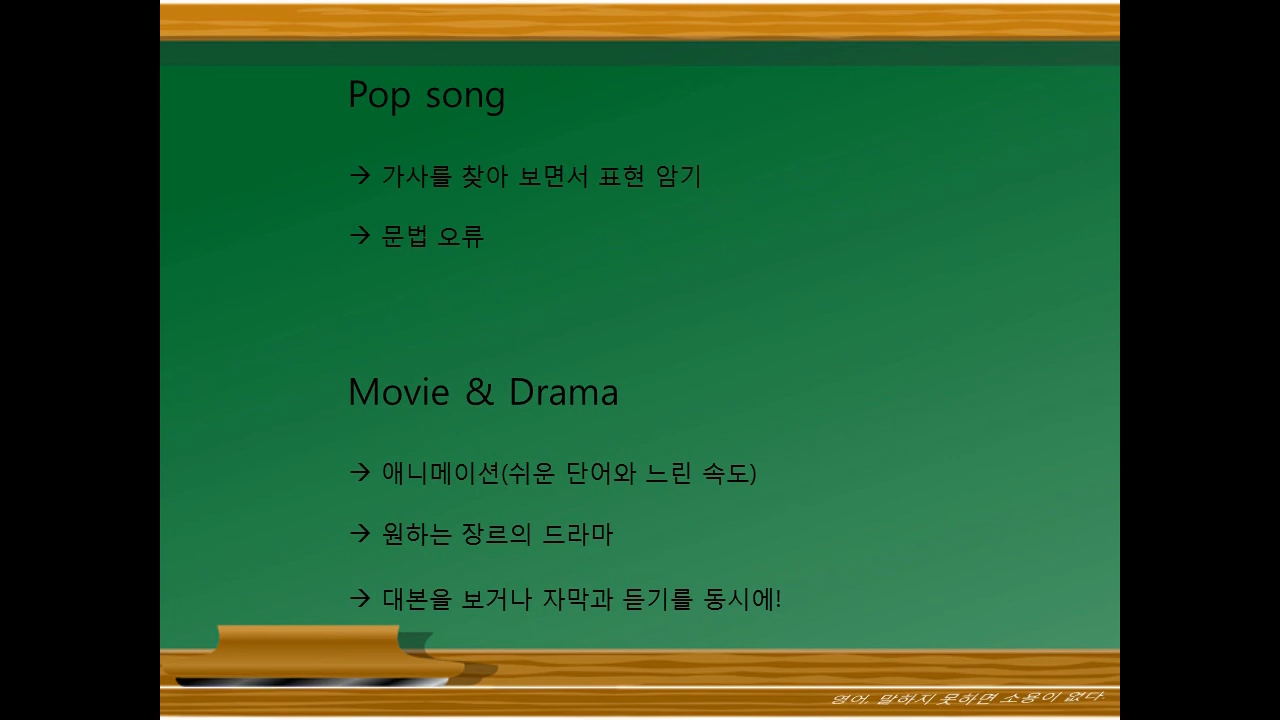 Pop song
→ 가사를 찾아 보면서 표현 암기
→ 문법 오류
Movie & Drama
→ 애니메이션(쉬운 단어와 느린 속도)
→ 원하는 장르의 드라마
→ 대본을 보거나 자막과 듣기를 동시에!
영어, 말하지 못하면 소용이 없다